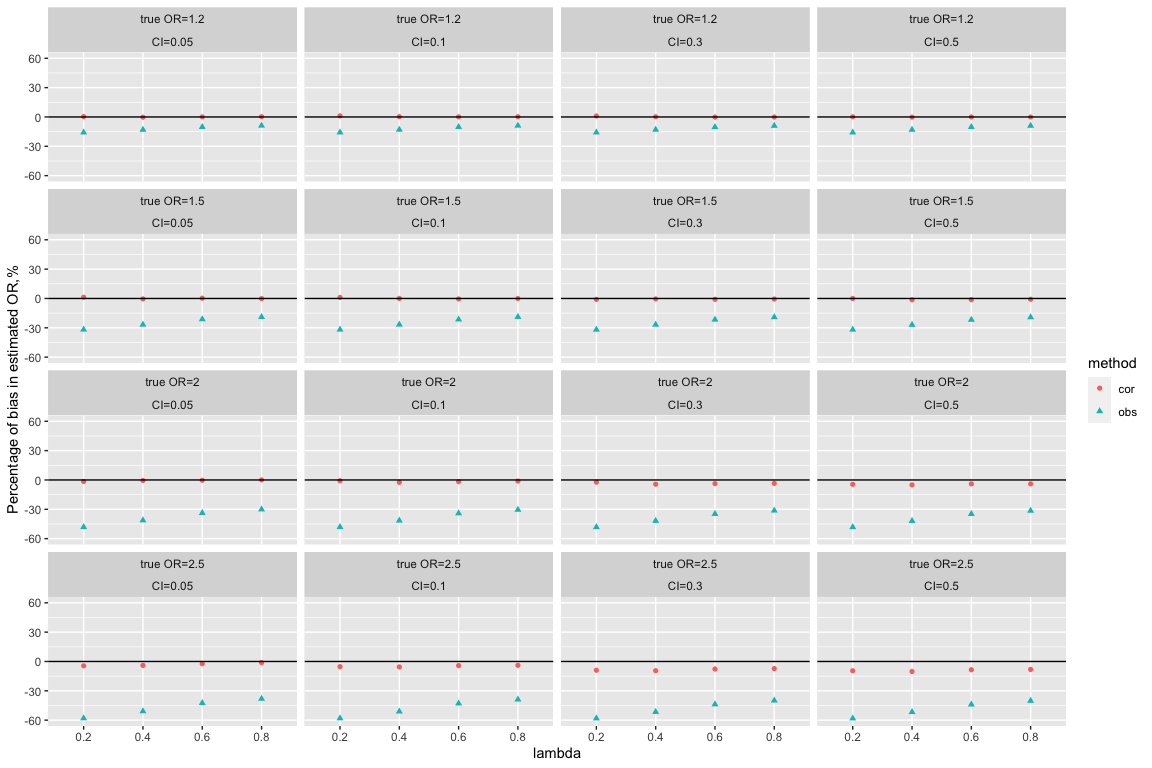 true OR=1.2 true OR=1.2 true OR=1.2 true OR=1.2
CI=0.05 CI=0.1 CI=0.3 CI=0.5
60
30
0
-30
-60
true OR=1.5 true OR=1.5 true OR=1.5 true OR=1.5
CI=0.05 CI=0.1 CI=0.3 CI=0.5
60
30
0
-30
-60
true OR=2 true OR=2 true OR=2 true OR=2
CI=0.05 CI=0.1 CI=0.3 CI=0.5
60
30
0
-30
-60
true OR=2.5 true OR=2.5 true OR=2.5 true OR=2.5
CI=0.05 CI=0.1 CI=0.3 CI=0.5
60
30
0
-30
-60
0.2 0.4 0.6 0.8 0.2 0.4 0.6 0.8 0.2 0.4 0.6 0.8 0.2 0.4 0.6 0.8
lambda
Percentage of bias in estimated OR,%
method
cor
obs